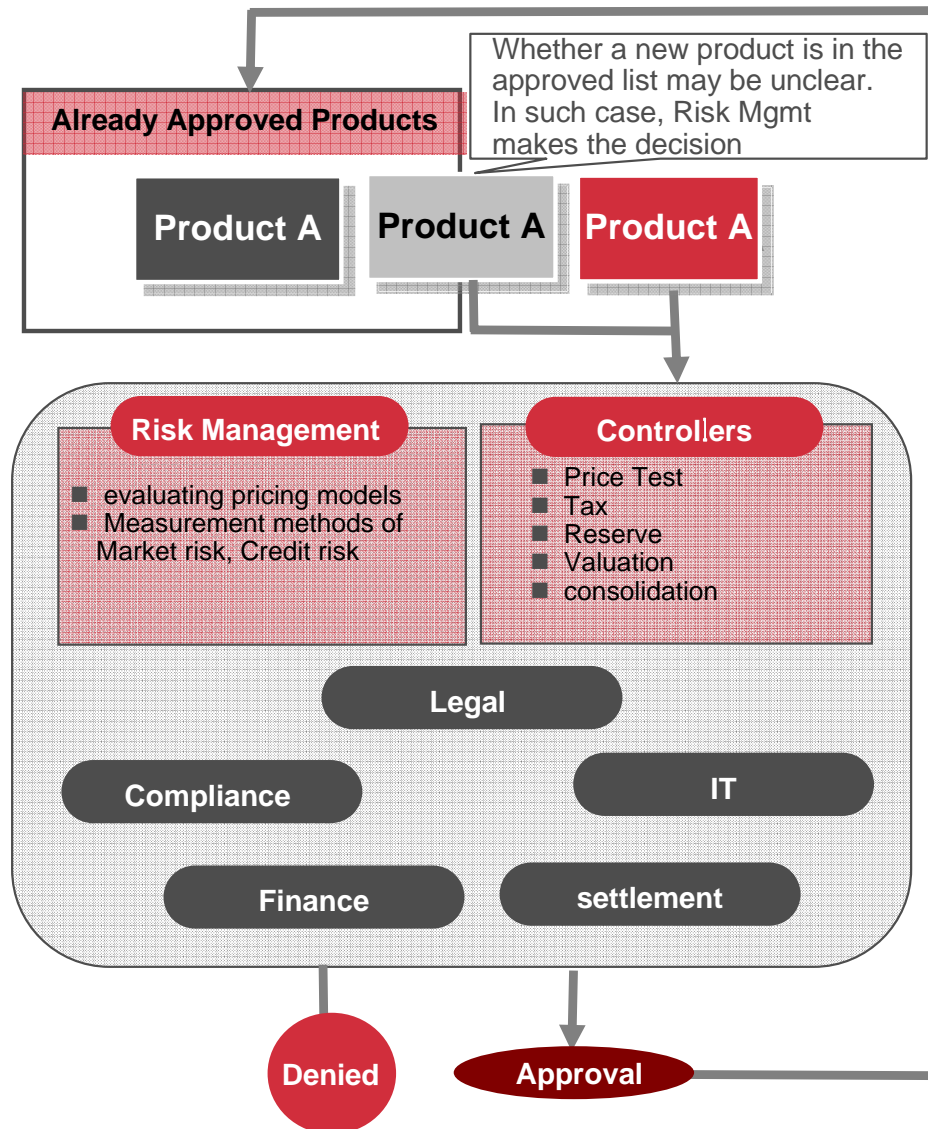 Whether a new product is in the
approved list may be unclear.
In such case, Risk Mgmt
makes the decision
Already Approved Products
Product A
Product A
Product A
Risk Management
evaluating pricing models
Measurement methods of
Market risk, Credit risk
Controllers
Price Test
Tax
Reserve
Valuation
consolidation
Legal
Compliance
IT
Finance
settlement
Denied
Approval